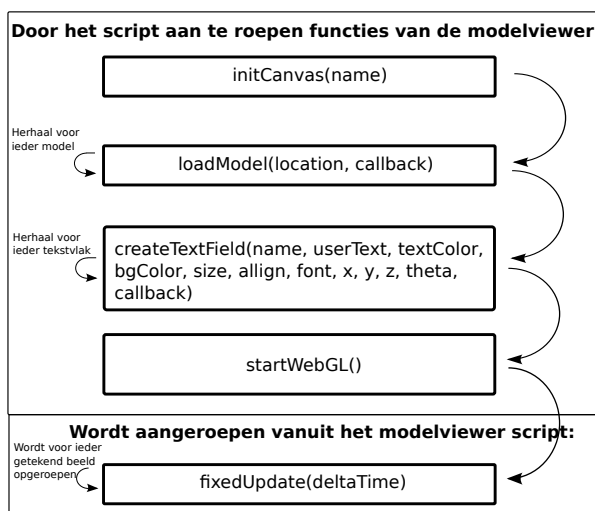 Door het script aan te roepen functies van de modelviewer
initCanvas(name)
Herhaal voor
ieder model
loadModel(location, callback)
Herhaal voor
ieder tekstvlak
createTextField(name, userText, textColor,
bgColor, size, allign, font, x, y, z, theta,
callback)
startWebGL()
Wordt aangeroepen vanuit het modelviewer script:
Wordt voor ieder
getekend beeld
opgeroepen
fixedUpdate(deltaTime)